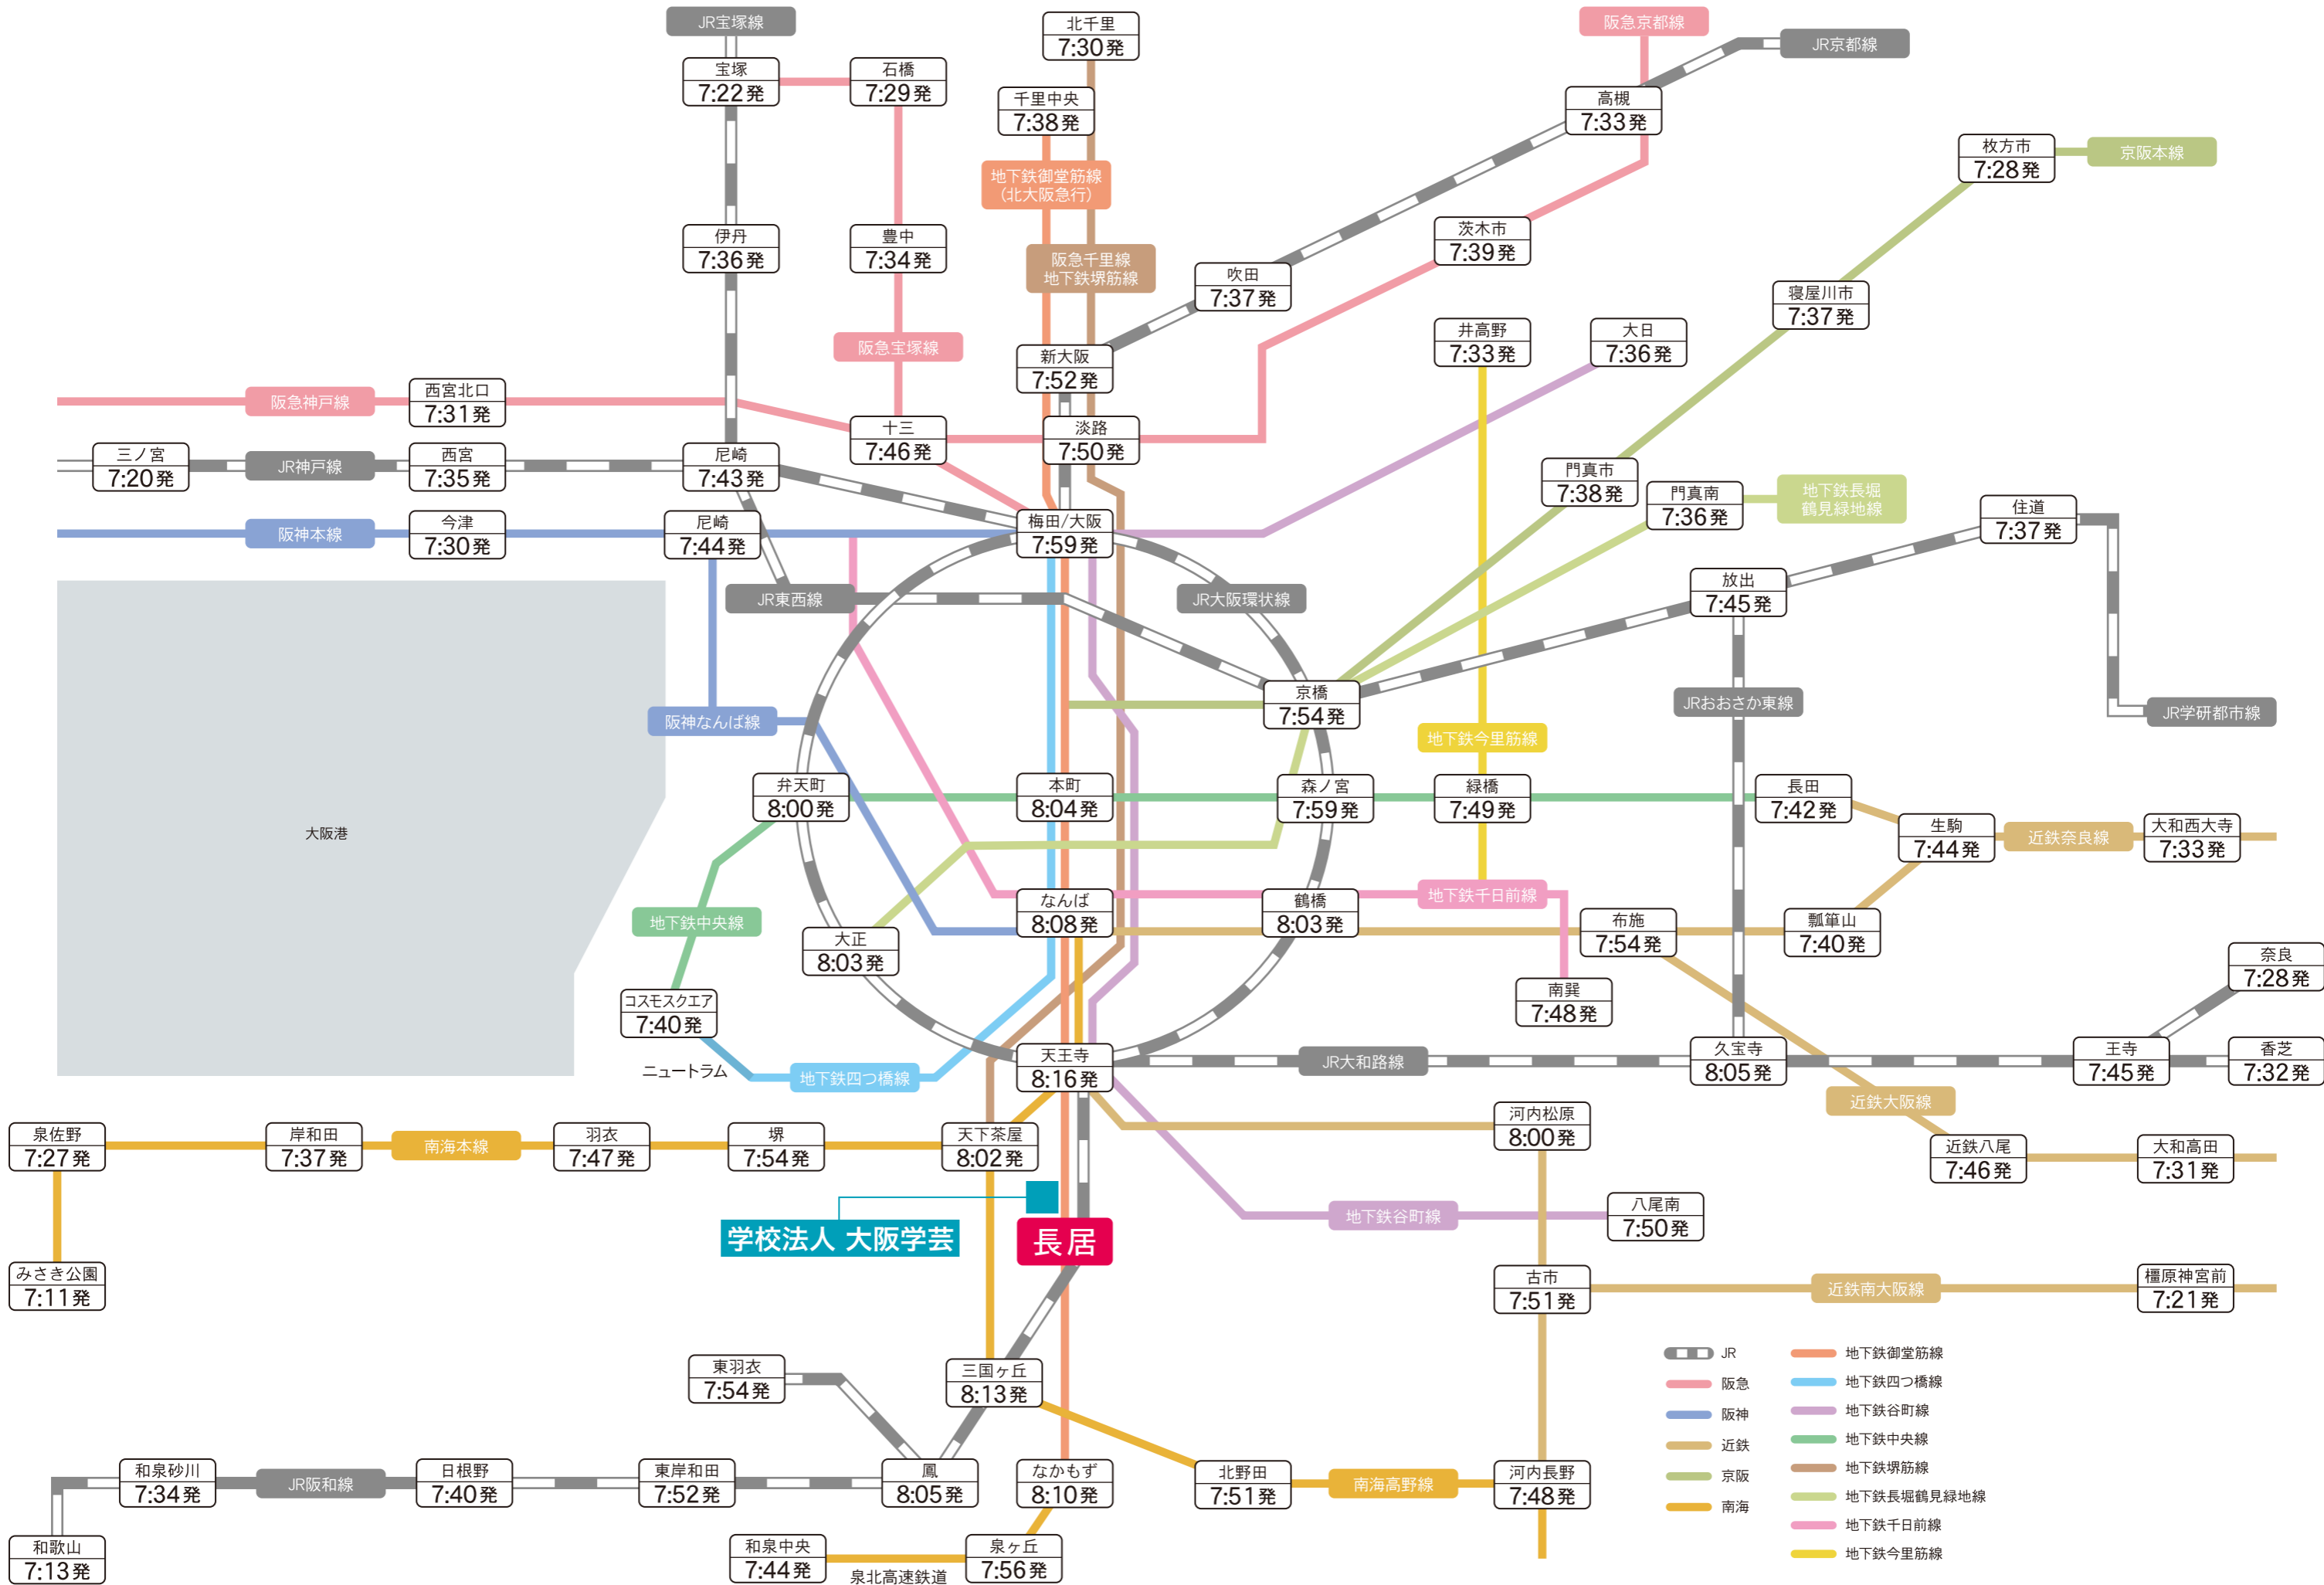 JR宝塚線
北千里
7:30発
阪急京都線
JR京都線
宝塚
7:22発
石橋
7:29発
千里中央
7:38発
高槻
7:33発
枚方市
7:28発
京阪本線
地下鉄御堂筋線
(北大阪急行)
伊丹
7:36発
豊中
7:34発
阪急千里線
地下鉄堺筋線
茨木市
7:39発
吹田
7:37発
寝屋川市
7:37発
阪急宝塚線
新大阪
7:52発
井高野
7:33発
大日
7:36発
阪急神戸線
西宮北口
7:31発
十三
7:46発
淡路
7:50発
三ノ宮
7:20発
JR神戸線
西宮
7:35発
尼崎
7:43発
門真市
7:38発
門真南
7:36発
地下鉄長堀
鶴見緑地線
住道
7:37発
阪神本線
今津
7:30発
尼崎
7:44発
梅田/大阪
7:59発
JR東西線
JR大阪環状線
放出
7:45発
阪神なんば線
京橋
7:54発
JRおおさか東線
JR学研都市線
地下鉄今里筋線
弁天町
8:00発
本町
8:04発
森ノ宮
7:59発
緑橋
7:49発
長田
7:42発
大阪港
生駒
7:44発
近鉄奈良線
大和西大寺
7:33発
地下鉄中央線
なんば
8:08発
鶴橋
8:03発
地下鉄千日前線
布施
7:54発
瓢箪山
7:40発
大正
8:03発
奈良
7:28発
コスモスクエア
7:40発
南巽
7:48発
ニュートラム
地下鉄四つ橋線
天王寺
8:16発
JR大和路線
久宝寺
8:05発
王寺
7:45発
香芝
7:32発
近鉄大阪線
泉佐野
7:27発
岸和田
7:37発
南海本線
羽衣
7:47発
堺
7:54発
天下茶屋
8:02発
河内松原
8:00発
近鉄八尾
7:46発
大和高田
7:31発
学校法人 大阪学芸
長居
地下鉄谷町線
八尾南
7:50発
みさき公園
7:11発
古市
7:51発
近鉄南大阪線
橿原神宮前
7:21発
東羽衣
7:54発
三国ヶ丘
8:13発
和泉砂川
7:34発
JR阪和線
日根野
7:40発
東岸和田
7:52発
鳳
8:05発
なかもず
8:10発
北野田
7:51発
南海高野線
河内長野
7:48発
和歌山
7:13発
和泉中央
7:44発
泉北高速鉄道
泉ヶ丘
7:56発
JR
阪急
阪神
近鉄
京阪
南海
地下鉄御堂筋線
地下鉄四つ橋線
地下鉄谷町線
地下鉄中央線
地下鉄堺筋線
地下鉄長堀鶴見緑地線
地下鉄千日前線
地下鉄今里筋線